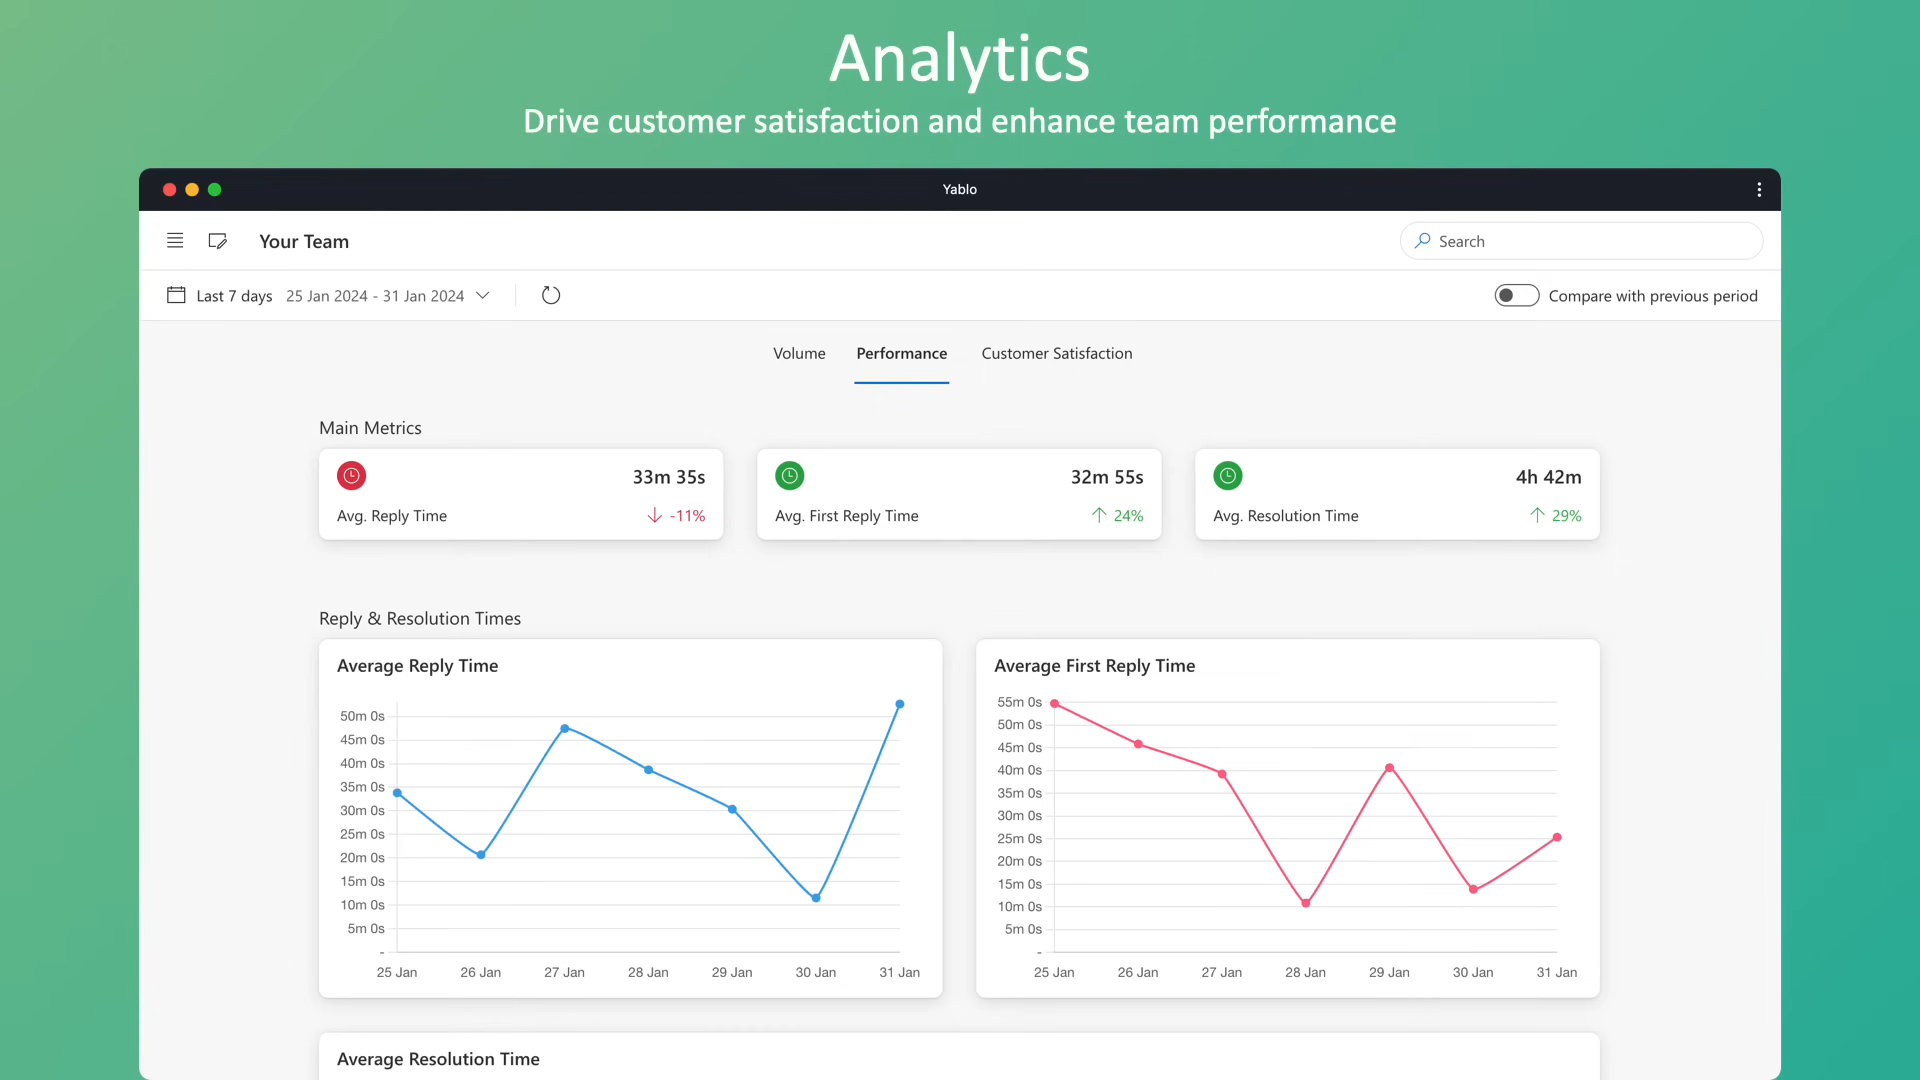 Analytics
Drive customer satisfaction and enhance team performance
Yablo
Your Team
Search
Last 7 days 25 Jan 2024 - 31 Jan 2024
Compare with previous period
Volume Performance Customer Satisfaction
Main Metrics
33m 35s
Avg. Reply Time -11%
32m 55s
Avg. First Reply Time 24%
4h 42m
Avg. Resolution Time 29%
Reply & Resolution Times
Average Reply Time
50m 0s
45m 0s
40m 0s
35m 0s
30m 0s
25m 0s
20m 0s
15m 0s
10m 0s
5m 0s
-
25 Jan 26 Jan 27 Jan 28 Jan 29 Jan 30 Jan 31 Jan
Average First Reply Time
55m 0s
50m 0s
45m 0s
40m 0s
35m 0s
30m 0s
25m 0s
20m 0s
15m 0s
10m 0s
5m 0s
-
25 Jan 26 Jan 27 Jan 28 Jan 29 Jan 30 Jan 31 Jan
Average Resolution Time